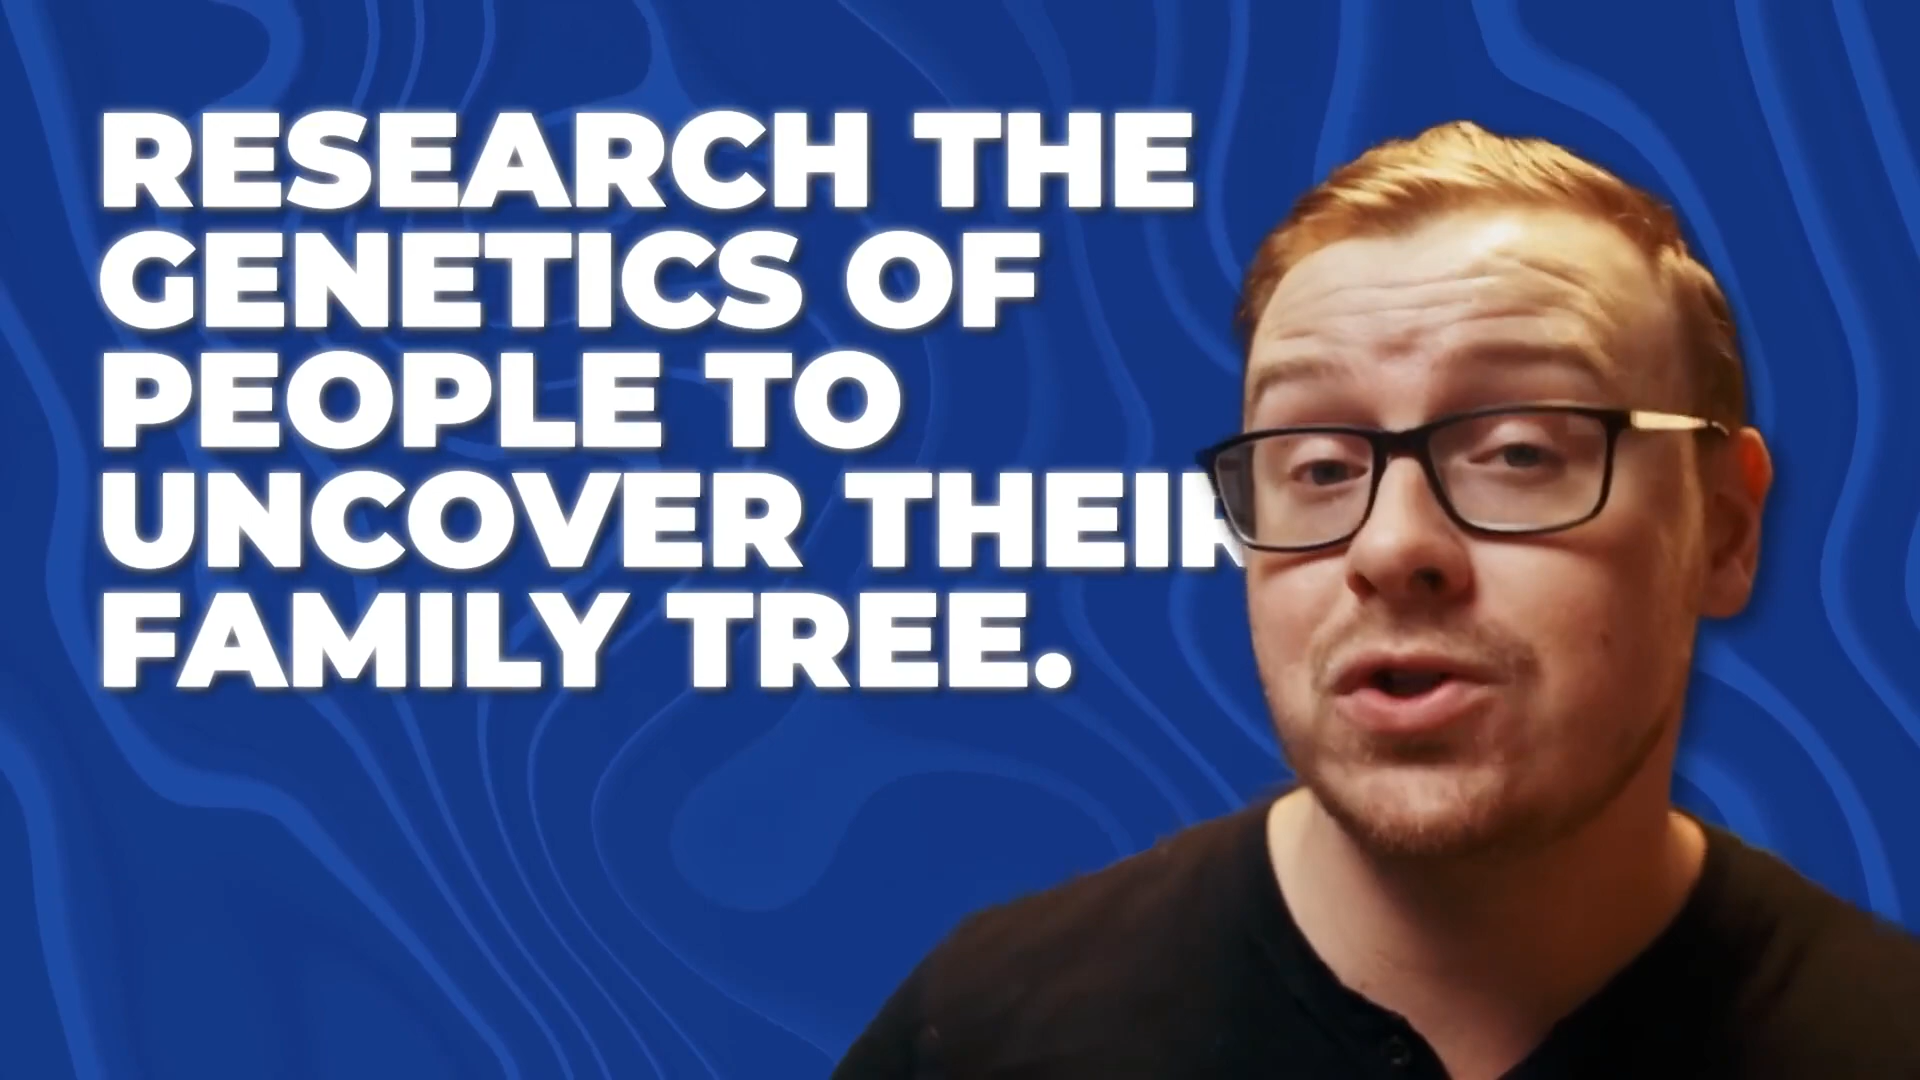 RESEARCH THE
GENETICS OF
PEOPLE TO
UNCOVER THEIR
FAMILY TREE.